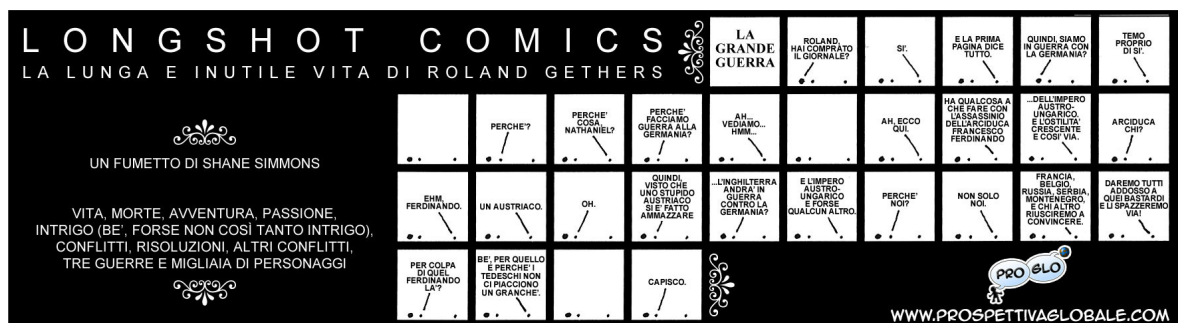 LONGSHOT COMICS
LA LUNGA E INUTILE VITA DI ROLAND GETHERS
UN FUMETTO DI SHANE SIMMONS
VITA, MORTE, AVVENTURA, PASSIONE,
INTRIGO (BE', FORSE NON COSÌ TANTO INTRIGO),
CONFLITTI, RISOLUZIONI, ALTRI CONFLITTI,
TRE GUERRE E MIGLIAIA DI PERSONAGGI
LA
GRANDE
GUERRA
ROLAND,
HAI COMPRATO
IL GIORNALE?
SI'.
E LA PRIMA
PAGINA DICE
TUTTO.
QUINDI, SIAMO
IN GUERRA CON
LA GERMANIA?
TEMO
PROPRIO
DI SI'.
PERCHE'?
PERCHE'
COSA,
NATHANIEL?
PERCHE'
FACCIAMO
GUERRA ALLA
GERMANIA?
AH...
VEDIAMO...
HMM...
AH, ECCO
QUI.
HA QUALCOSA A
CHE FARE CON
L'ASSASSINIO
DELL'ARCIDUCA
FRANCESCO
FERDINANDO
...DELL'IMPERO
AUSTRO-
UNGARICO.
E L'OSTILITA'
CRESCENTE
E COSI' VIA.
ARCIDUCA
CHI?
EHM,
FERDINANDO.
UN AUSTRIACO.
OH.
QUINDI,
VISTO CHE
UNO STUPIDO
AUSTRIACO
SI E' FATTO
AMMAZZARE
...L'INGHILTERRA
ANDRA' IN
GUERRA
CONTRO LA
GERMANIA?
E L'IMPERO
AUSTRO-
UNGARICO
E FORSE
QUALCUN ALTRO.
PERCHE'
NOI?
NON SOLO
NOI.
FRANCIA,
BELGIO,
RUSSIA, SERBIA,
MONTENEGRO,
E CHI ALTRO
RIUSCIREMO A
CONVINCERE.
DAREMO TUTTI
ADDOSSO A
QUEI BASTARDI
E LI SPAZZEREMO
VIA!
PER COLPA
DI QUEL
FERDINANDO
LA'?
BE', PER QUELLO
E PERCHE' I
TEDESCHI NON
CI PIACCIONO
UN GRANCHE'.
CAPISCO.
PRO GLO
WWW.PROSPETTIVAGLOBALE.COM